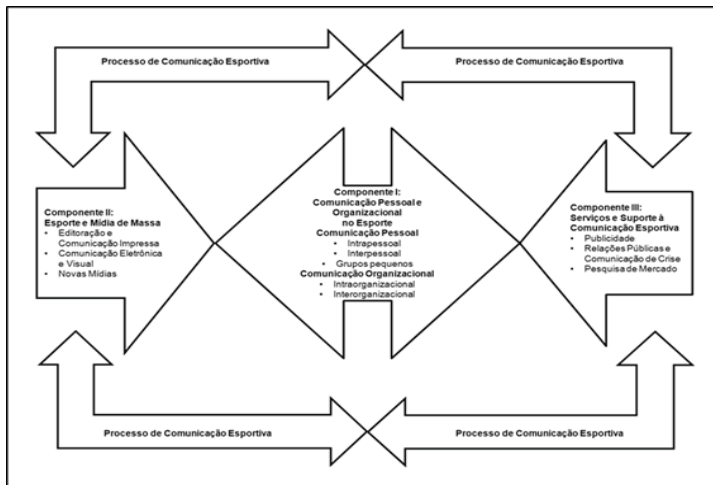 Processo de Comunicação Esportiva
Processo de Comunicação Esportiva
Componente II:
Esporte e Mídia de Massa
• Editoração e
Comunicação Impressa
• Comunicação Eletrônica
e Visual
• Novas Mídias
Componente I:
Comunicação Pessoal e
Organizacional
no Esporte
Comunicação Pessoal
• Intrapessoal
• Interpessoal
• Grupos pequenos
Comunicação Organizacional
• Intraorganizacional
• Interorganizacional
Componente III:
Serviços e Suporte à
Comunicação Esportiva
• Publicidade
• Relações Públicas e
Comunicação de Crise
• Pesquisa de Mercado
Processo de Comunicação Esportiva
Processo de Comunicação Esportiva